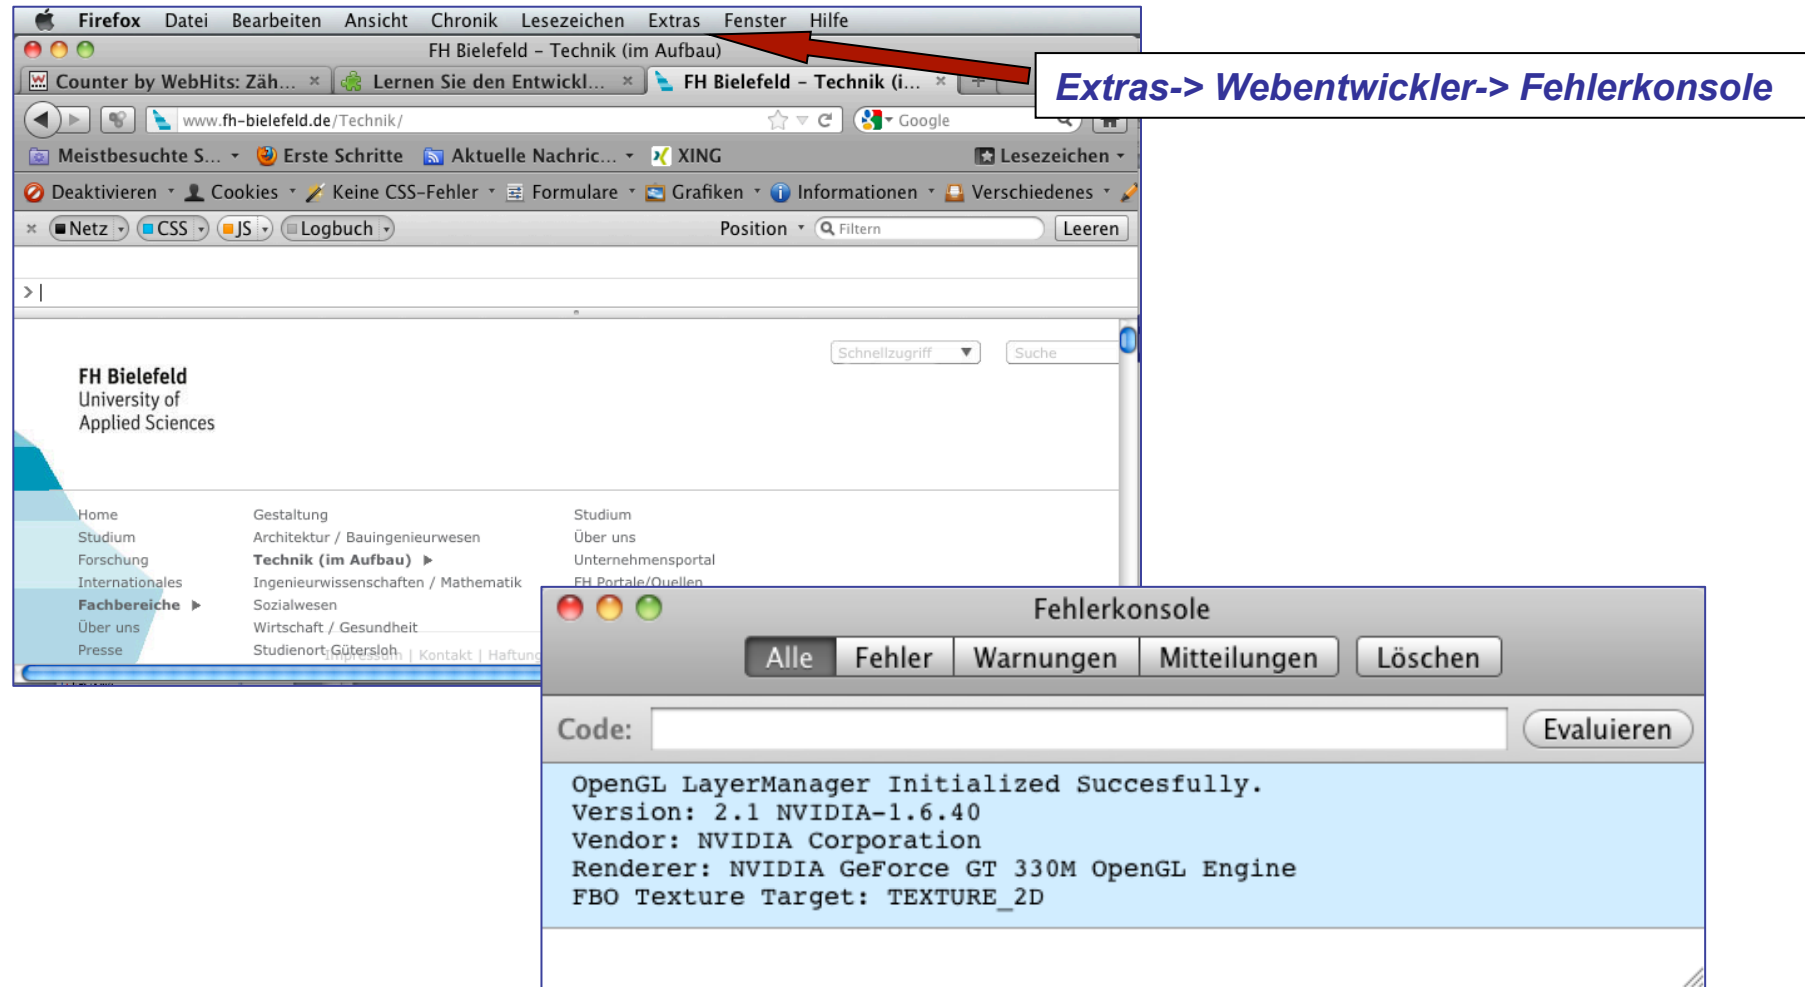 Firefox Datei Bearbeiten Ansicht Chronik Lesezeichen Extras Fenster Hilfe
FH Bielefeld – Technik (im Aufbau)
Counter by WebHits: Zäh... × Lernen Sie den Entwickl... × FH Bielefeld – Technik (i... × +
Extras-> Webentwickler-> Fehlerkonsole
www.fh-bielefeld.de/Technik/ Google
Meistbesuchte S... Erste Schritte Aktuelle Nachric... XING Lesezeichen
Deaktivieren Cookies Keine CSS-Fehler Formulare Grafiken Informationen Verschiedenes
× Netz CSS JS Logbuch Position Filtern Leeren
>
Schnellzugriff Suche
FH Bielefeld
University of
Applied Sciences
Home Gestaltung Studium
Studium Architektur / Bauingenieurwesen Über uns
Forschung Technik (im Aufbau) Unternehmensportal
Internationales Ingenieurwissenschaften / Mathematik FH Portale/Quellen
Fachbereiche Sozialwesen
Über uns Wirtschaft / Gesundheit
Presse Studienort Gütersloh
Impressum | Kontakt | Haftung
Fehlerkonsole
Alle Fehler Warnungen Mitteilungen Löschen
Code: Evaluieren
OpenGL LayerManager Initialized Succesfully.
Version: 2.1 NVIDIA-1.6.40
Vendor: NVIDIA Corporation
Renderer: NVIDIA GeForce GT 330M OpenGL Engine
FBO Texture Target: TEXTURE_2D